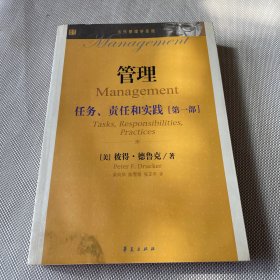 Management
管理
Management
任务、责任和实践 [第一部]
Tasks, Responsibilities,
Practices
[美] 彼得·德鲁克/著
Peter F. Drucker
华夏出版社